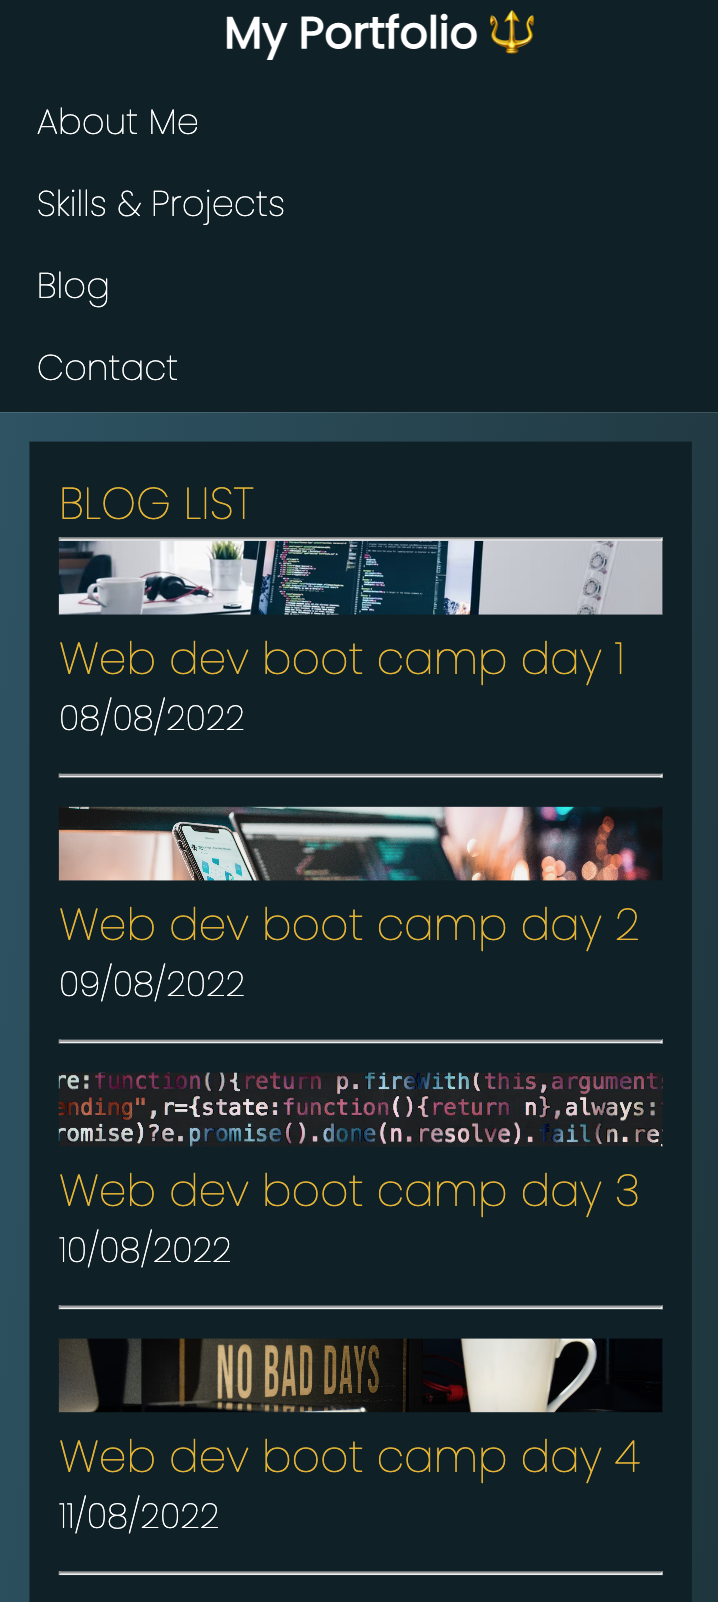 My Portfolio 🔱
About Me
Skills & Projects
Blog
Contact
BLOG LIST
Web dev boot camp day 1
08/08/2022
Web dev boot camp day 2
09/08/2022
re:function(){return p.fireWith(this,argument
ending",r={state:function(){return n},always:
romise)?e.promise().done(n.resolve).fail(n.re
Web dev boot camp day 3
10/08/2022
NO BAD DAYS
Web dev boot camp day 4
11/08/2022